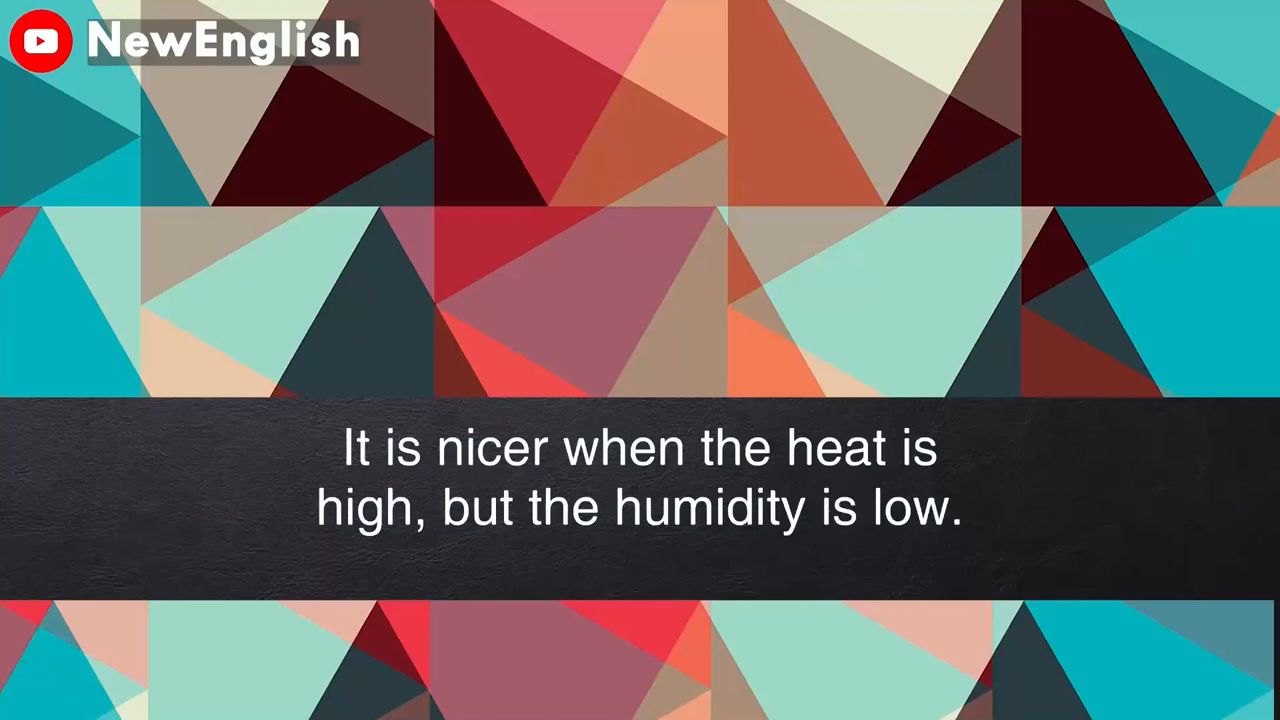 NewEnglish
It is nicer when the heat is
high, but the humidity is low.